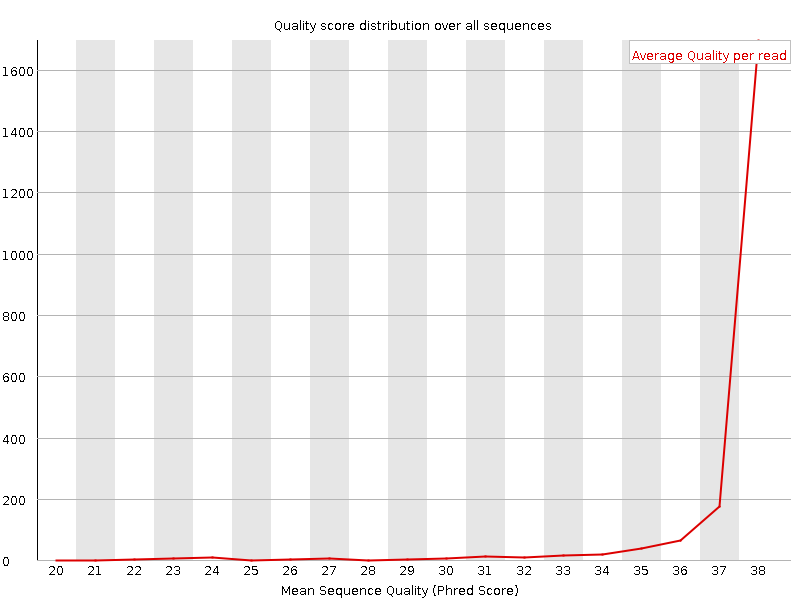 Quality score distribution over all sequences
Average Quality per read
1600
1400
1200
1000
800
600
400
200
0
20 21 22 23 24 25 26 27 28 29 30 31 32 33 34 35 36 37 38
Mean Sequence Quality (Phred Score)